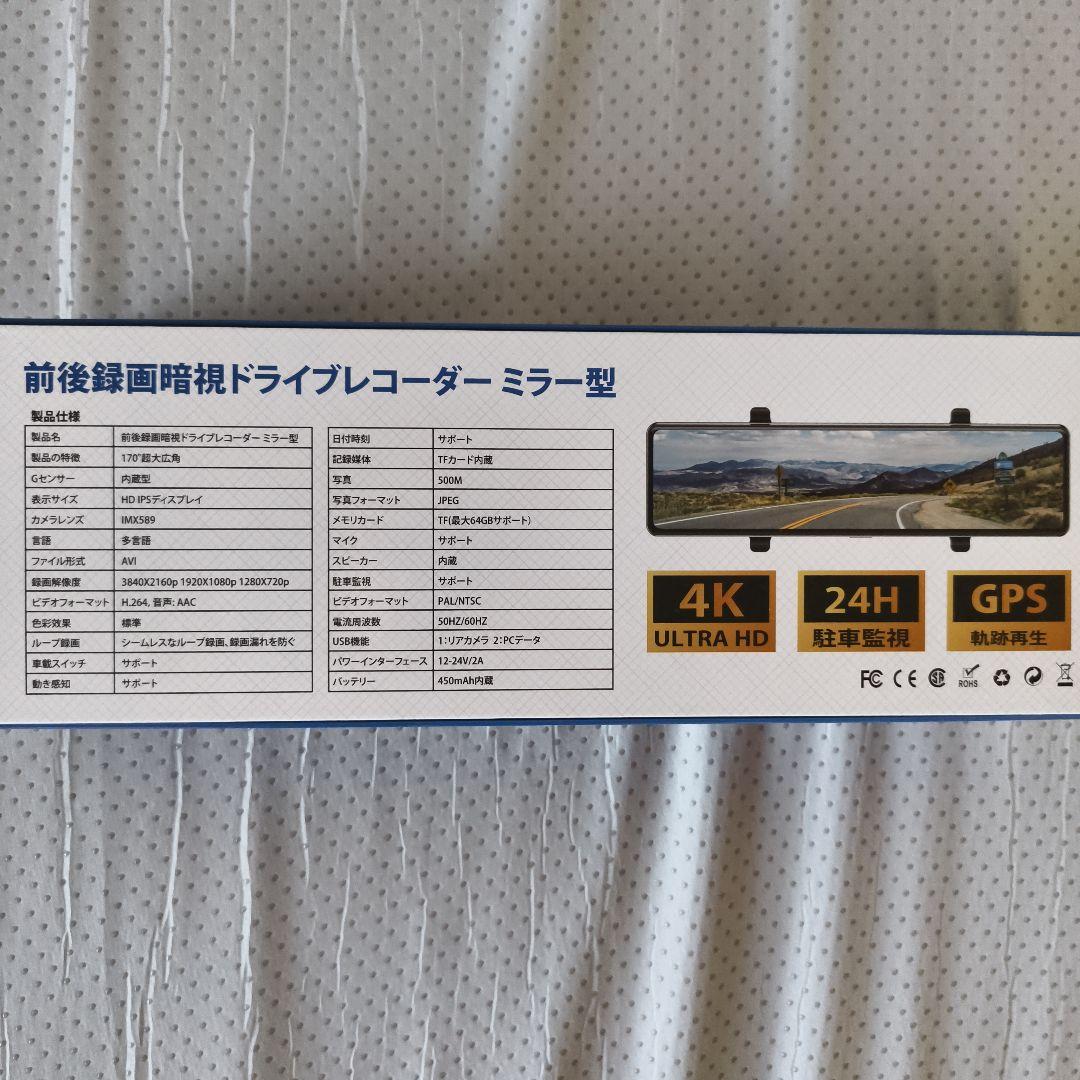 前後録画暗視ドライブレコーダー ミラー型
製品仕様
製品名 前後録画暗視ドライブレコーダー ミラー型
製品の特徴 170°超大広角
Gセンサー 内蔵型
表示サイズ HD IPSディスプレイ
カメラレンズ IMX589
言語 多言語
ファイル形式 AVI
録画解像度 3840X2160p 1920X1080p 1280X720p
ビデオフォーマット H.264, 音声: AAC
色彩効果 標準
ループ録画 シームレスなループ録画、録画漏れを防ぐ
車載スイッチ サポート
動き感知 サポート
日付時刻 サポート
記録媒体 TFカード内蔵
写真 500M
写真フォーマット JPEG
メモリカード TF(最大64GBサポート)
マイク サポート
スピーカー 内蔵
駐車監視 サポート
ビデオフォーマット PAL/NTSC
電流周波数 50HZ/60HZ
USB機能 1:リアカメラ 2:PCデータ
パワーインターフェース 12-24V/2A
バッテリー 450mAh内蔵
4K
ULTRA HD
24H
駐車監視
GPS
軌跡再生
FC CE
ROHS